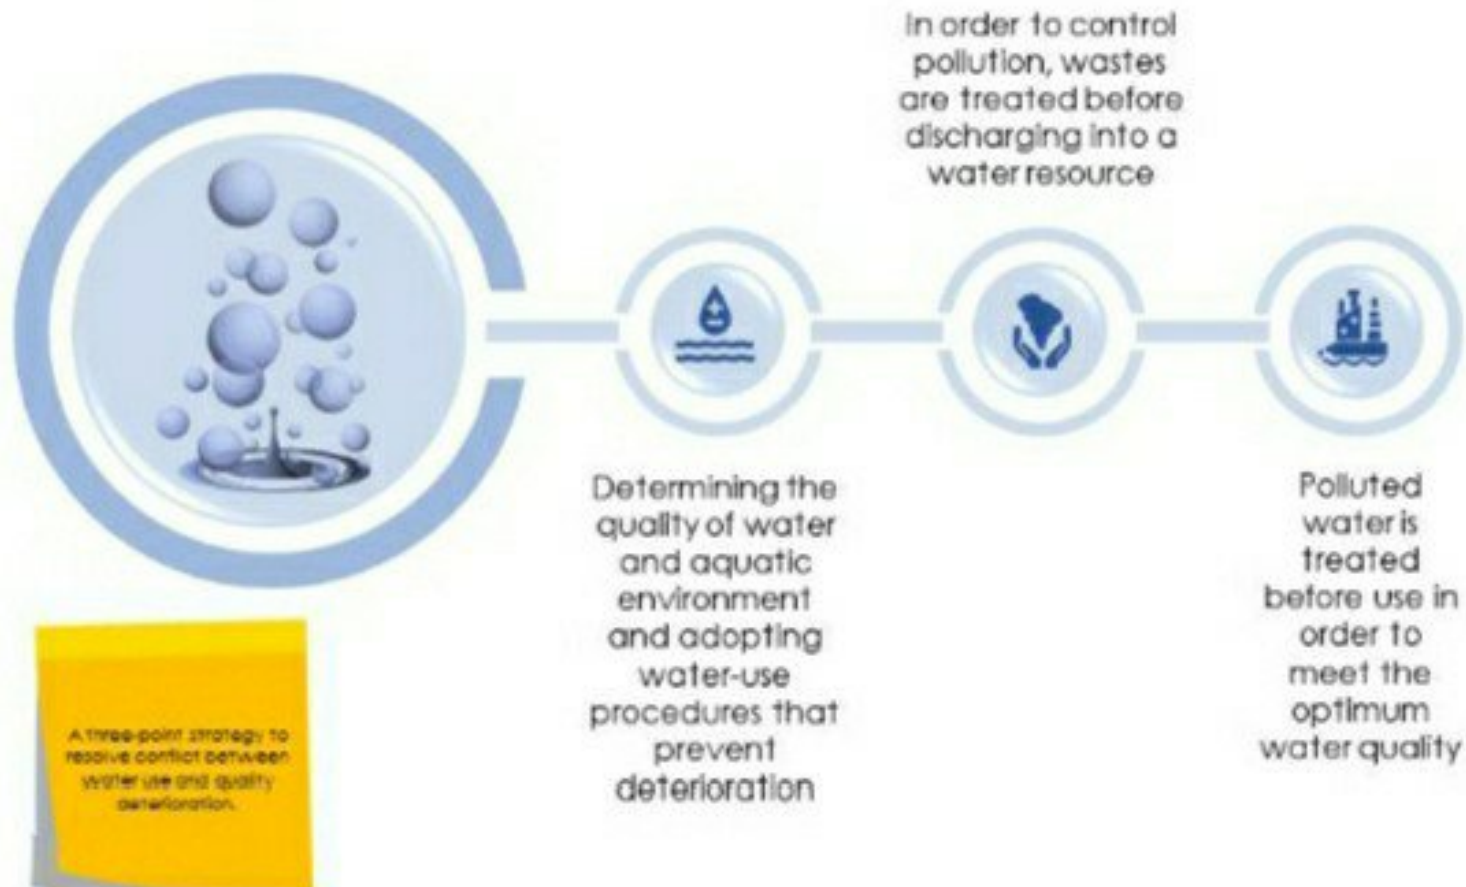 In order to control
pollution, wastes
are treated before
discharging into a
water resource
Determining the
quality of water
and aquatic
environment
and adopting
water-use
procedures that
prevent
deterioration
Polluted
water is
treated
before use in
order to
meet the
optimum
water quality
A three-point strategy to
resolve conflict between
water use and quality
deterioration.